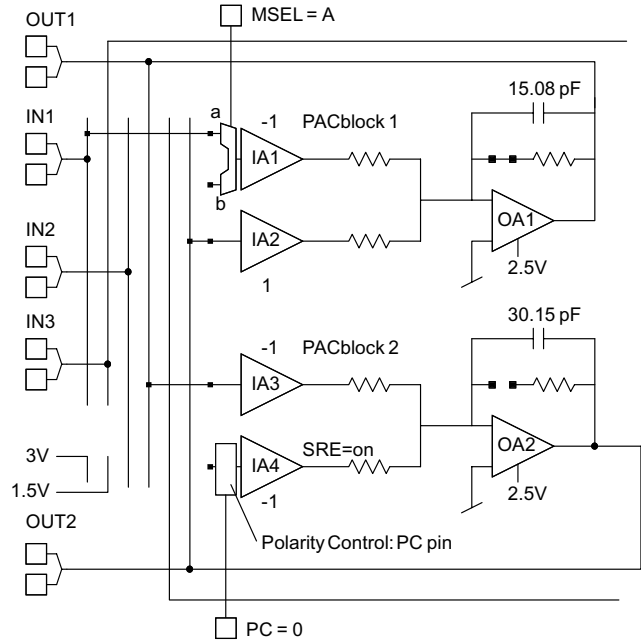 OUT1
MSEL = A
15.08 pF
a
-1
PACblock 1
IN1
IA1
b
OA1
IN2
IA2
2.5V
1
30.15 pF
IN3
-1
PACblock 2
IA3
OA2
3V
IA4
SRE=on
1.5V
2.5V
-1
OUT2
Polarity Control: PC pin
PC = 0